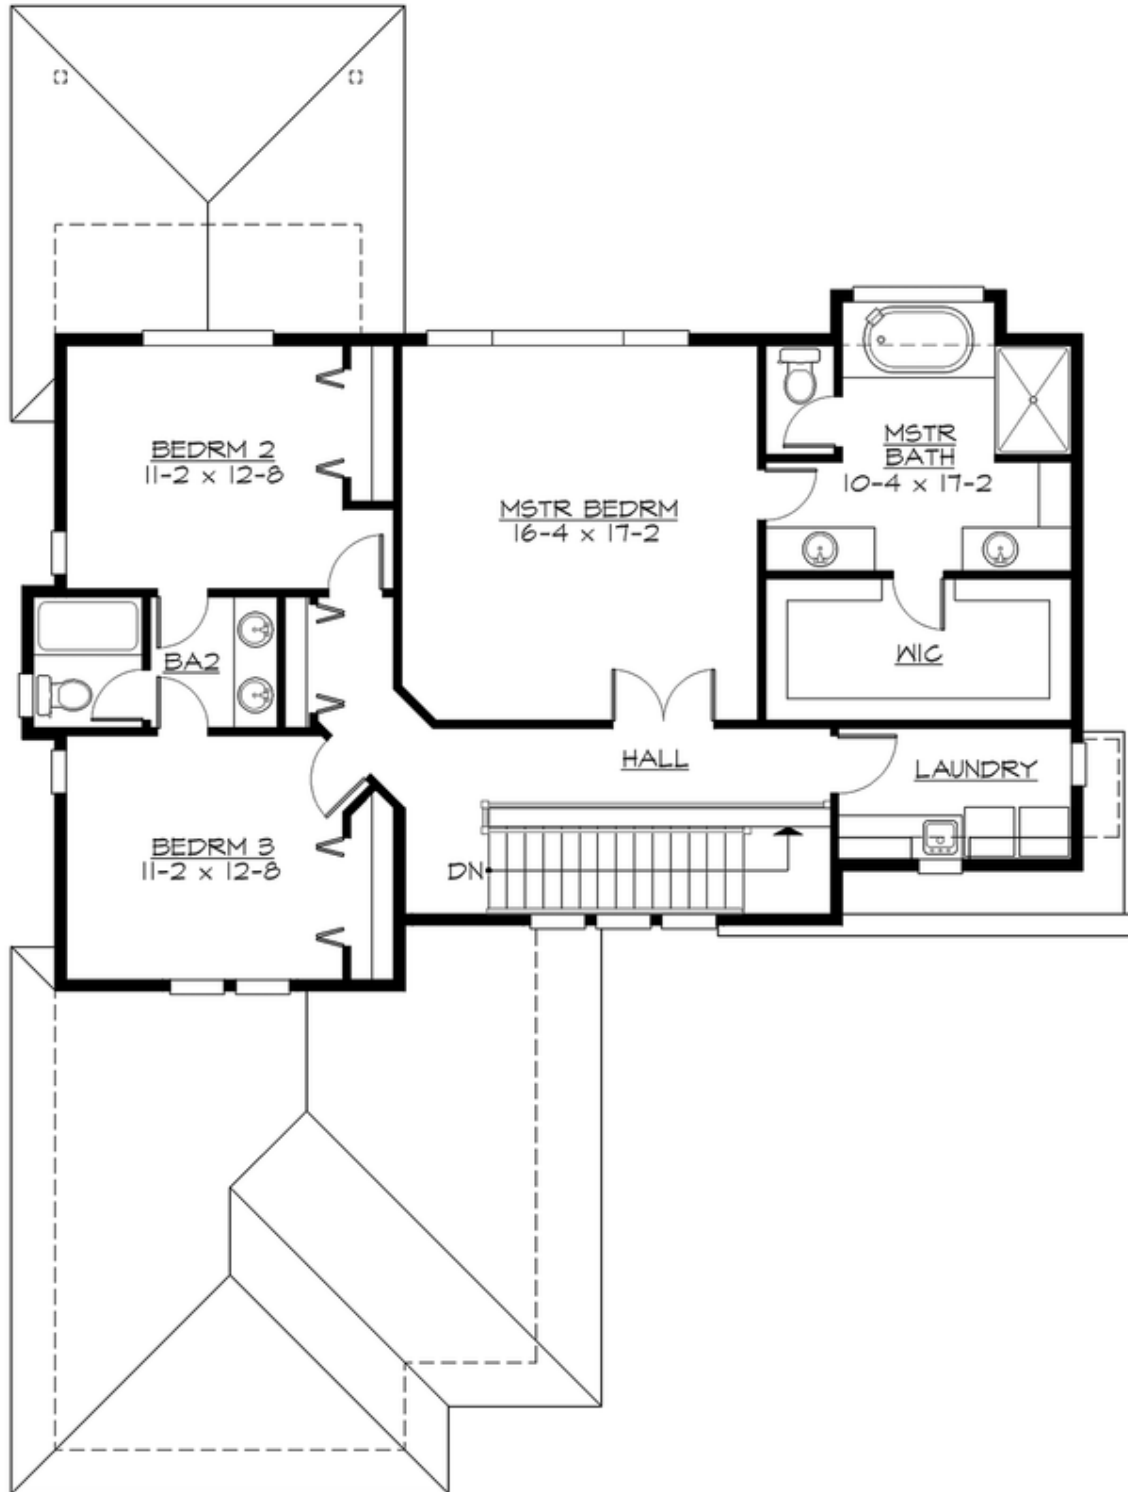 BEDRM 2
11-2 x 12-8
MSTR BEDRM
16-4 x 17-2
MSTR
BATH
10-4 x 17-2
BA2
WIC
HALL
LAUNDRY
BEDRM 3
11-2 x 12-8
DN